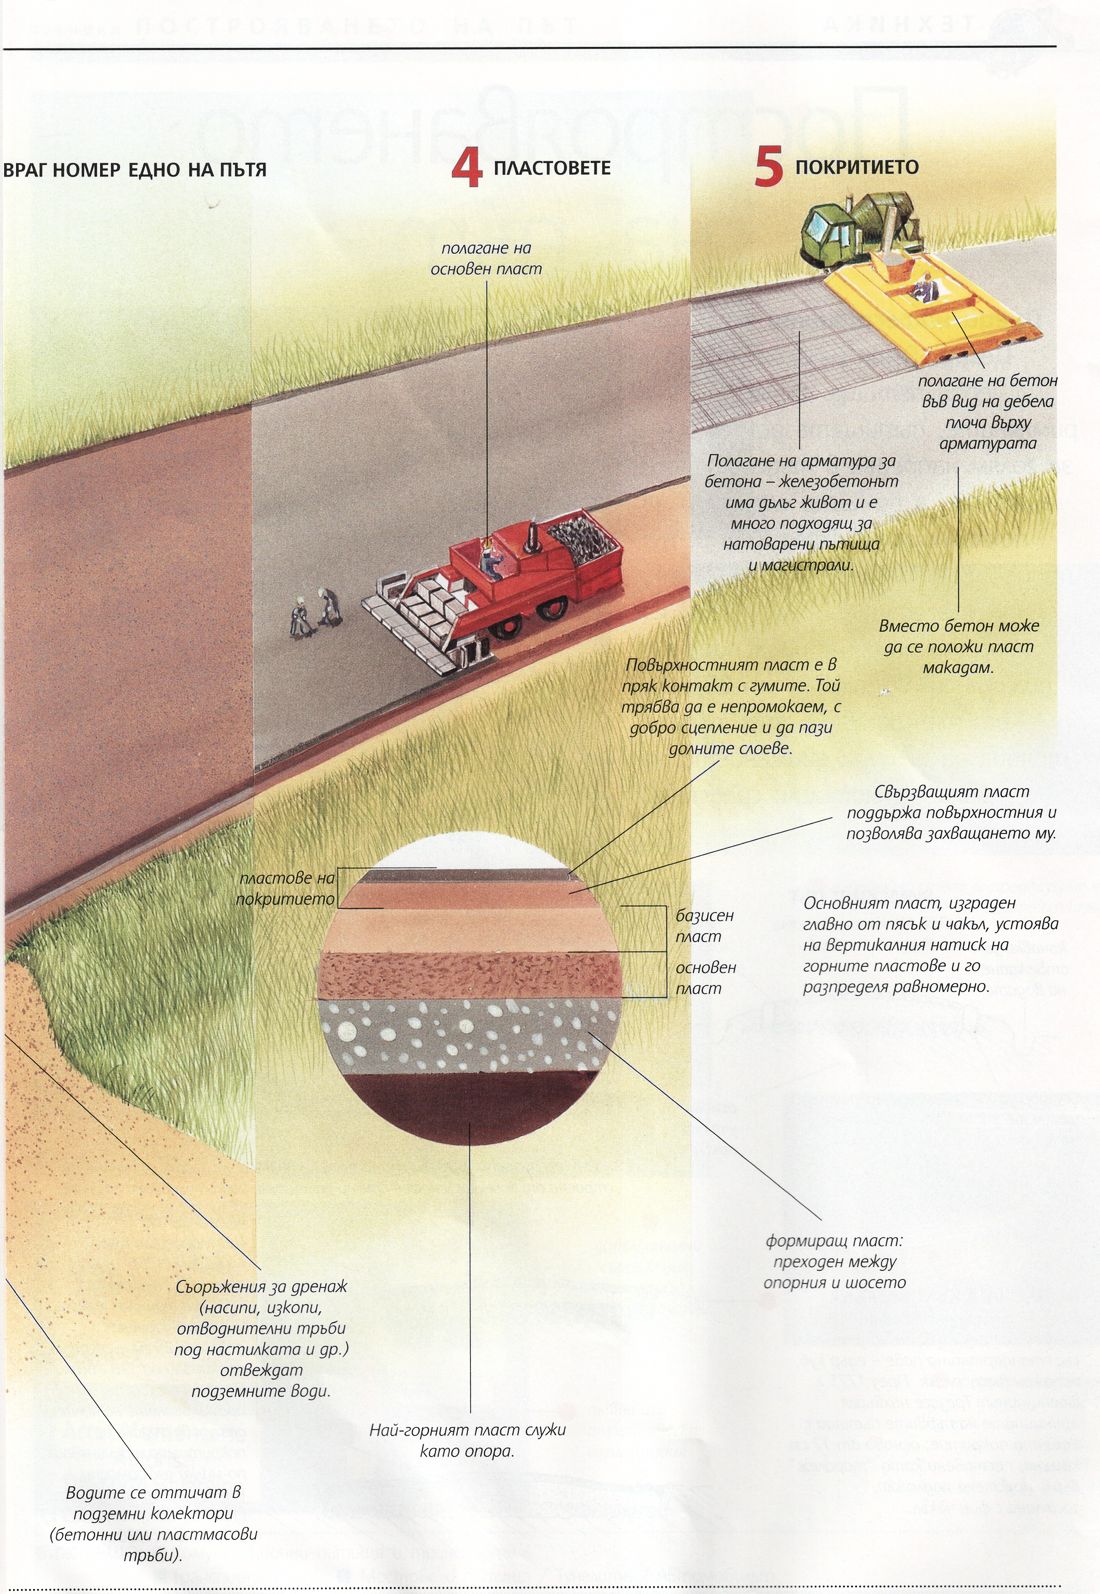 ВРАГ НОМЕР ЕДНО НА ПЪТЯ
4 ПЛАСТОВЕТЕ
5 ПОКРИТИЕТО
полагане на
основен пласт
полагане на бетон
във вид на дебела
плоча върху
арматурата
Полагане на арматура за
бетона – железобетонът
има дълъг живот и е
много подходящ за
натоварени пътища
и магистрали.
Вместо бетон може
да се положи пласт
макадам.
Повърхностният пласт е в
пряк контакт с гумите. Той
трябва да е непромокаем, с
добро сцепление и да пази
долните слоеве.
Свързващият пласт
поддържа повърхностния и
позволява захващането му.
пластове на
покритието
базисен
пласт
основен
пласт
Основният пласт, изграден
главно от пясък и чакъл, устоява
на вертикалния натиск на
горните пластове и го
разпределя равномерно.
формиращ пласт:
преходен между
опорния и шосето
Съоръжения за дренаж
(насипи, изкопи,
отводнителни тръби
под настилката и др.)
отвеждат
подземните води.
Най-горният пласт служи
като опора.
Водите се оттичат в
подземни колектори
(бетонни или пластмасови
тръби).